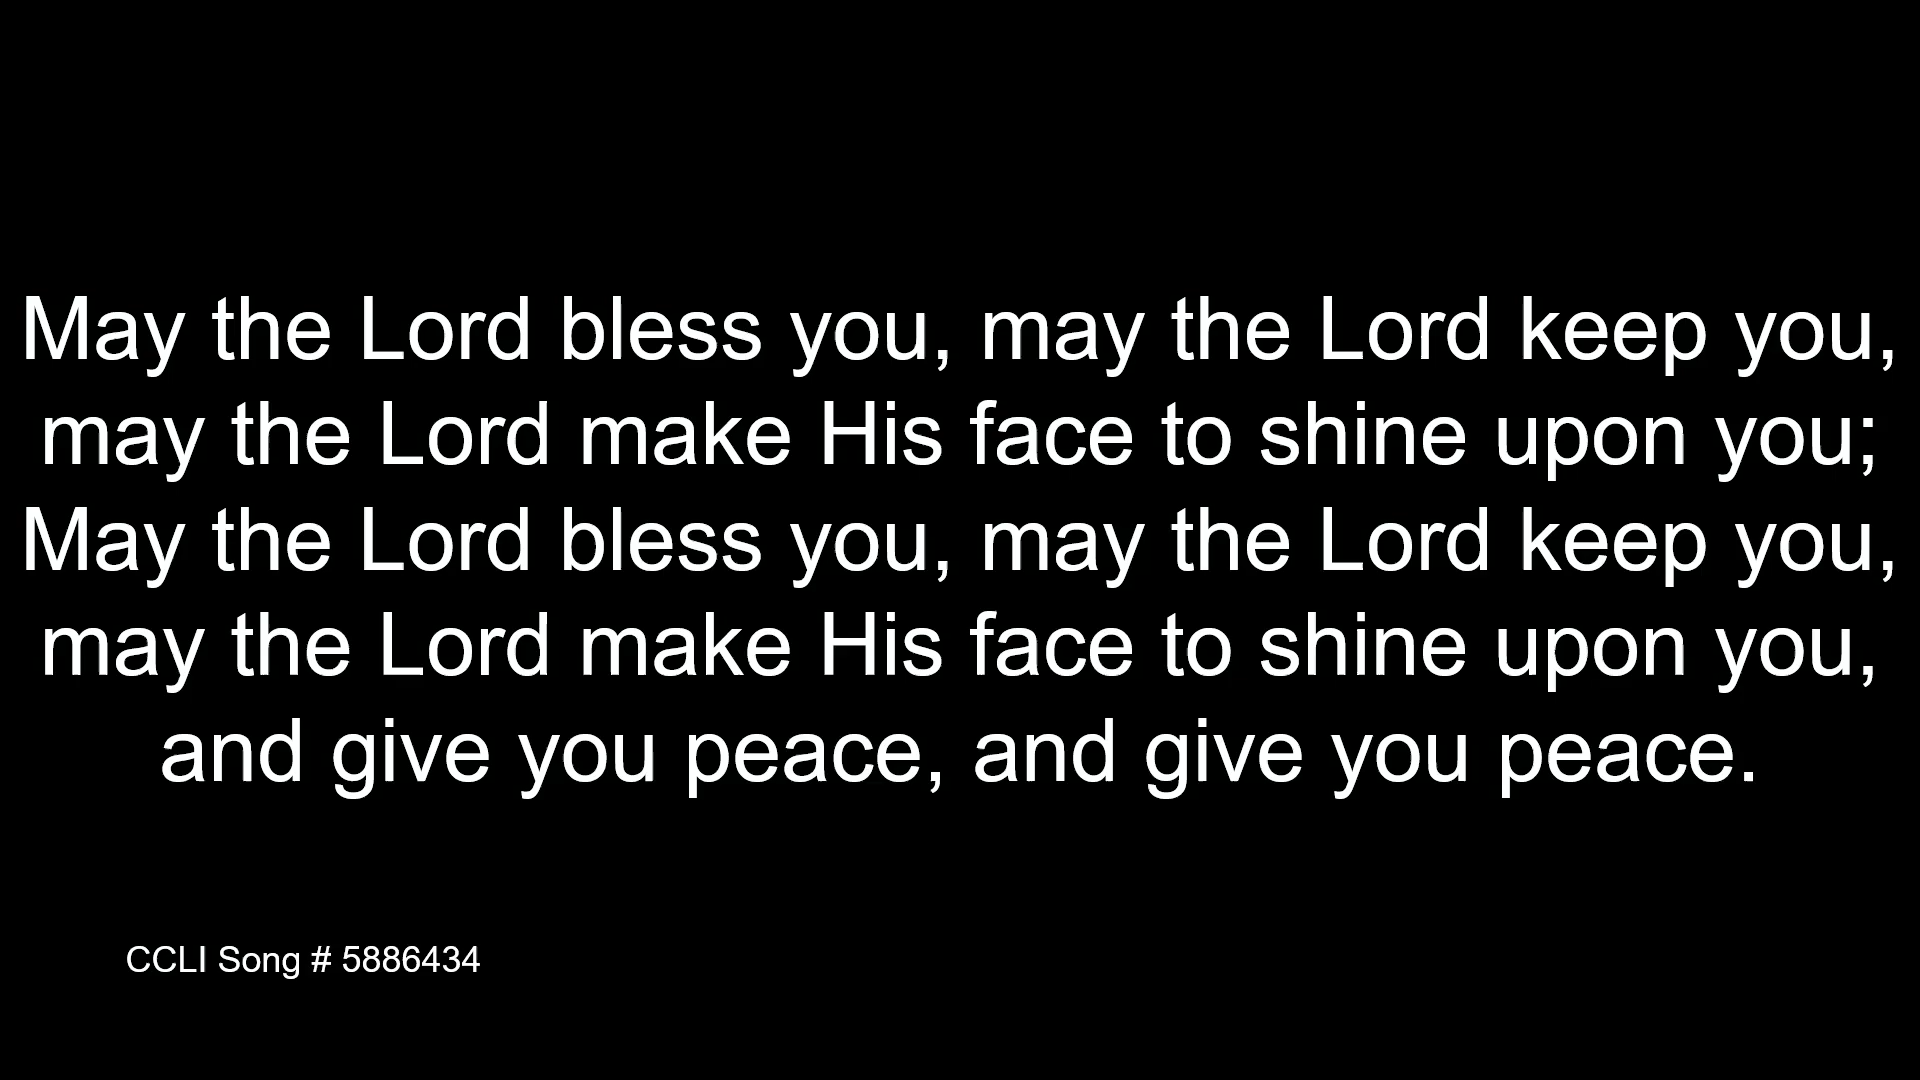 May the Lord bless you, may the Lord keep you,
may the Lord make His face to shine upon you;
May the Lord bless you, may the Lord keep you,
may the Lord make His face to shine upon you,
and give you peace, and give you peace.
CCLI Song # 5886434